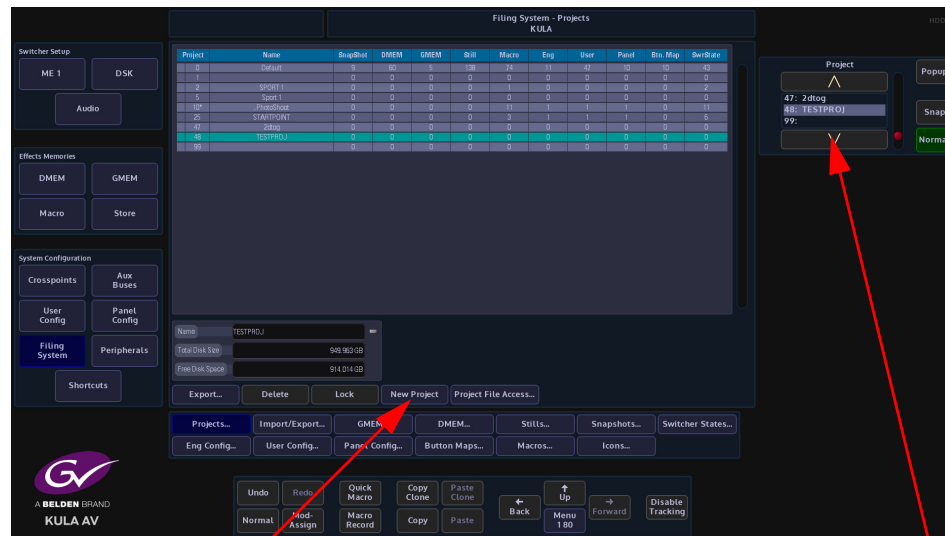 Filing System - Projects
KULA
HDD
Switcher Setup
ME 1
DSK
Audio
Effects Memories
DMEM
GMEM
Macro
Store
System Configuration
Crosspoints
Aux Buses
User Config
Panel Config
Filing System
Peripherals
Shortcuts
Project Name SnapShot DMEM GMEM Still Macro Eng User Panel Btn. Map SwrState
0 Default 9 60 5 138 74 11 47 10 10 43
1 0 0 0 0 0 0 0 0 0 0
2 SPORT 1 0 0 0 0 1 0 0 0 0 2
5 Sport 1 0 0 0 0 0 0 0 0 0 0
10* PhotoShoot 0 0 0 0 11 1 1 1 0 11
25 STARTPOINT 0 0 0 0 3 1 1 1 0 6
47 2dtog 0 0 0 0 0 0 0 0 0 0
48 TESTPROJ 0 0 0 0 0 0 0 0 0 0
99 0 0 0 0 0 0 0 0 0 0
Name TESTPROJ
Total Disk Size 949.963 GB
Free Disk Space 914.014 GB
Export... Delete Lock New Project Project File Access...
Projects... Import/Export... DMEM... Stills... Snapshots... Switcher States...
Eng Config... User Config... Panel Config... Button Maps... Macros... Icons...
Project
47: 2dtog
48: TESTPROJ
99:
Popup
Snap
Norma
GV
A BELDEN BRAND
KULA AV
Undo Redo Quick Macro Copy Clone Paste Clone
Normal Mod-Assign Macro Record Copy Paste
Back Up Forward Disable Tracking
Menu 180